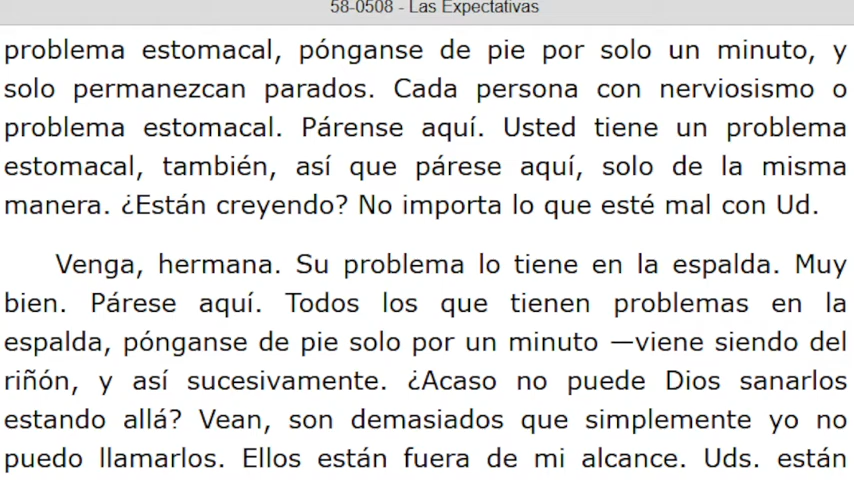 58-0508 - Las Expectativas
problema estomacal, pónganse de pie por solo un minuto, y
solo permanezcan parados. Cada persona con nerviosismo o
problema estomacal. Párense aquí. Usted tiene un problema
estomacal, también, así que párese aquí, solo de la misma
manera. ¿Están creyendo? No importa lo que esté mal con Ud.
Venga, hermana. Su problema lo tiene en la espalda. Muy
bien. Párese aquí. Todos los que tienen problemas en la
espalda, pónganse de pie solo por un minuto —viene siendo del
riñón, y así sucesivamente. ¿Acaso no puede Dios sanarlos
estando allá? Vean, son demasiados que simplemente yo no
puedo llamarlos. Ellos están fuera de mi alcance. Uds. están